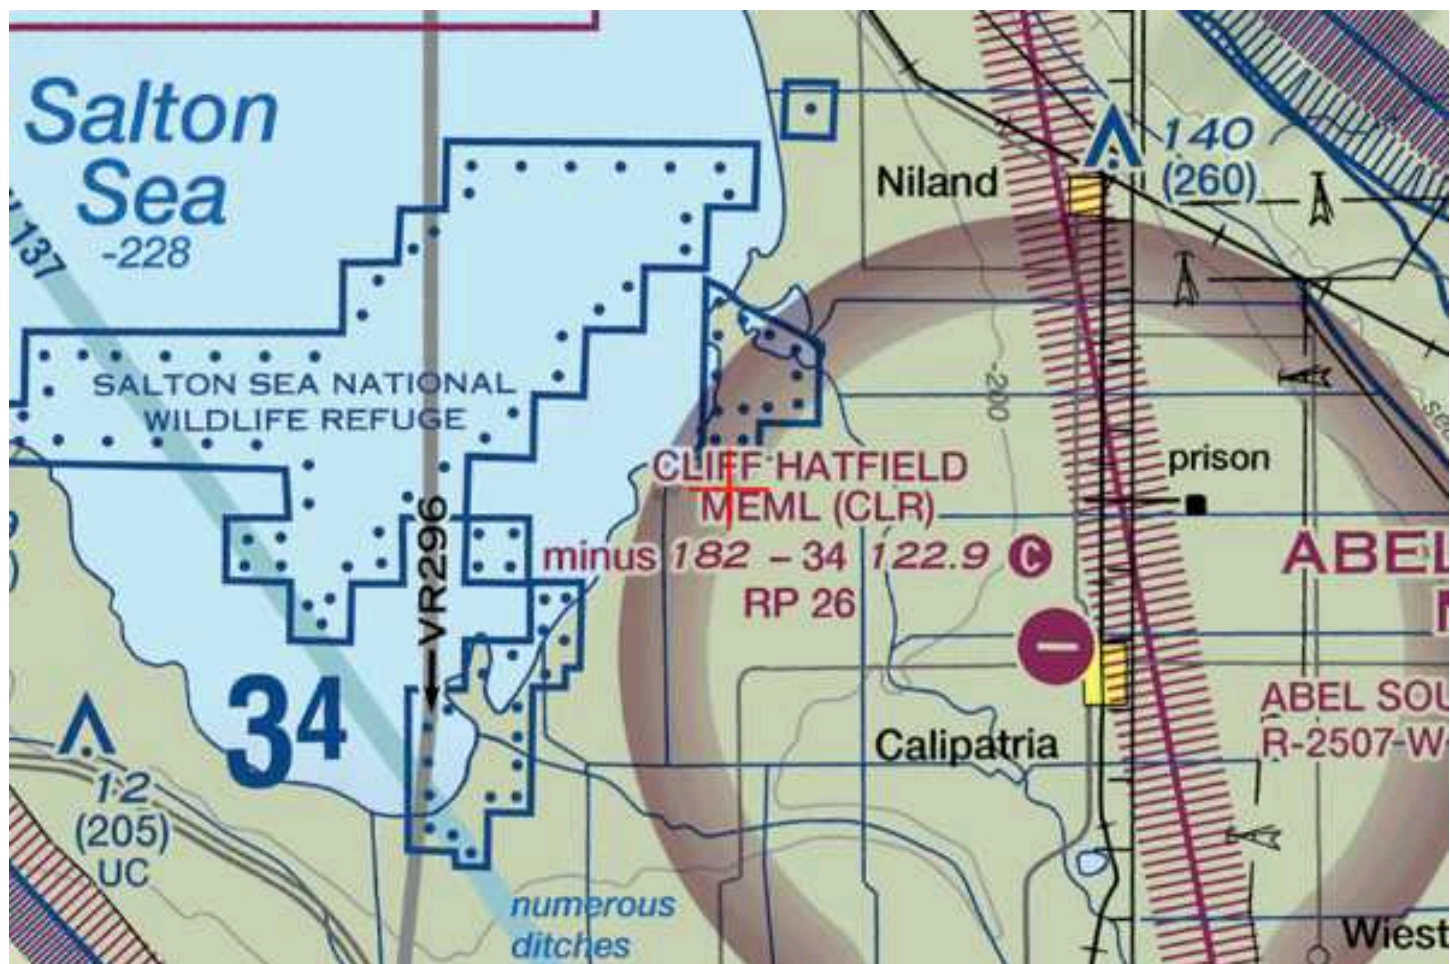 Salton
Sea
-228
137
Niland
140
(260)
SALTON SEA NATIONAL
WILDLIFE REFUGE
-200
prison
CLIFF HATFIELD
MEML (CLR)
minus 182 – 34 122.9 C
RP 26
VR296
ABEL
ABEL SOU
R-2507-W
34
Calipatria
12
(205)
UC
numerous
ditches
Wiest